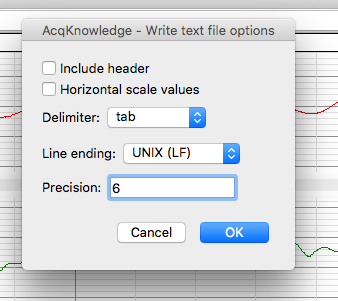 AcqKnowledge - Write text file options
Include header
Horizontal scale values
Delimiter: tab
Line ending: UNIX (LF)
Precision: 6
Cancel OK